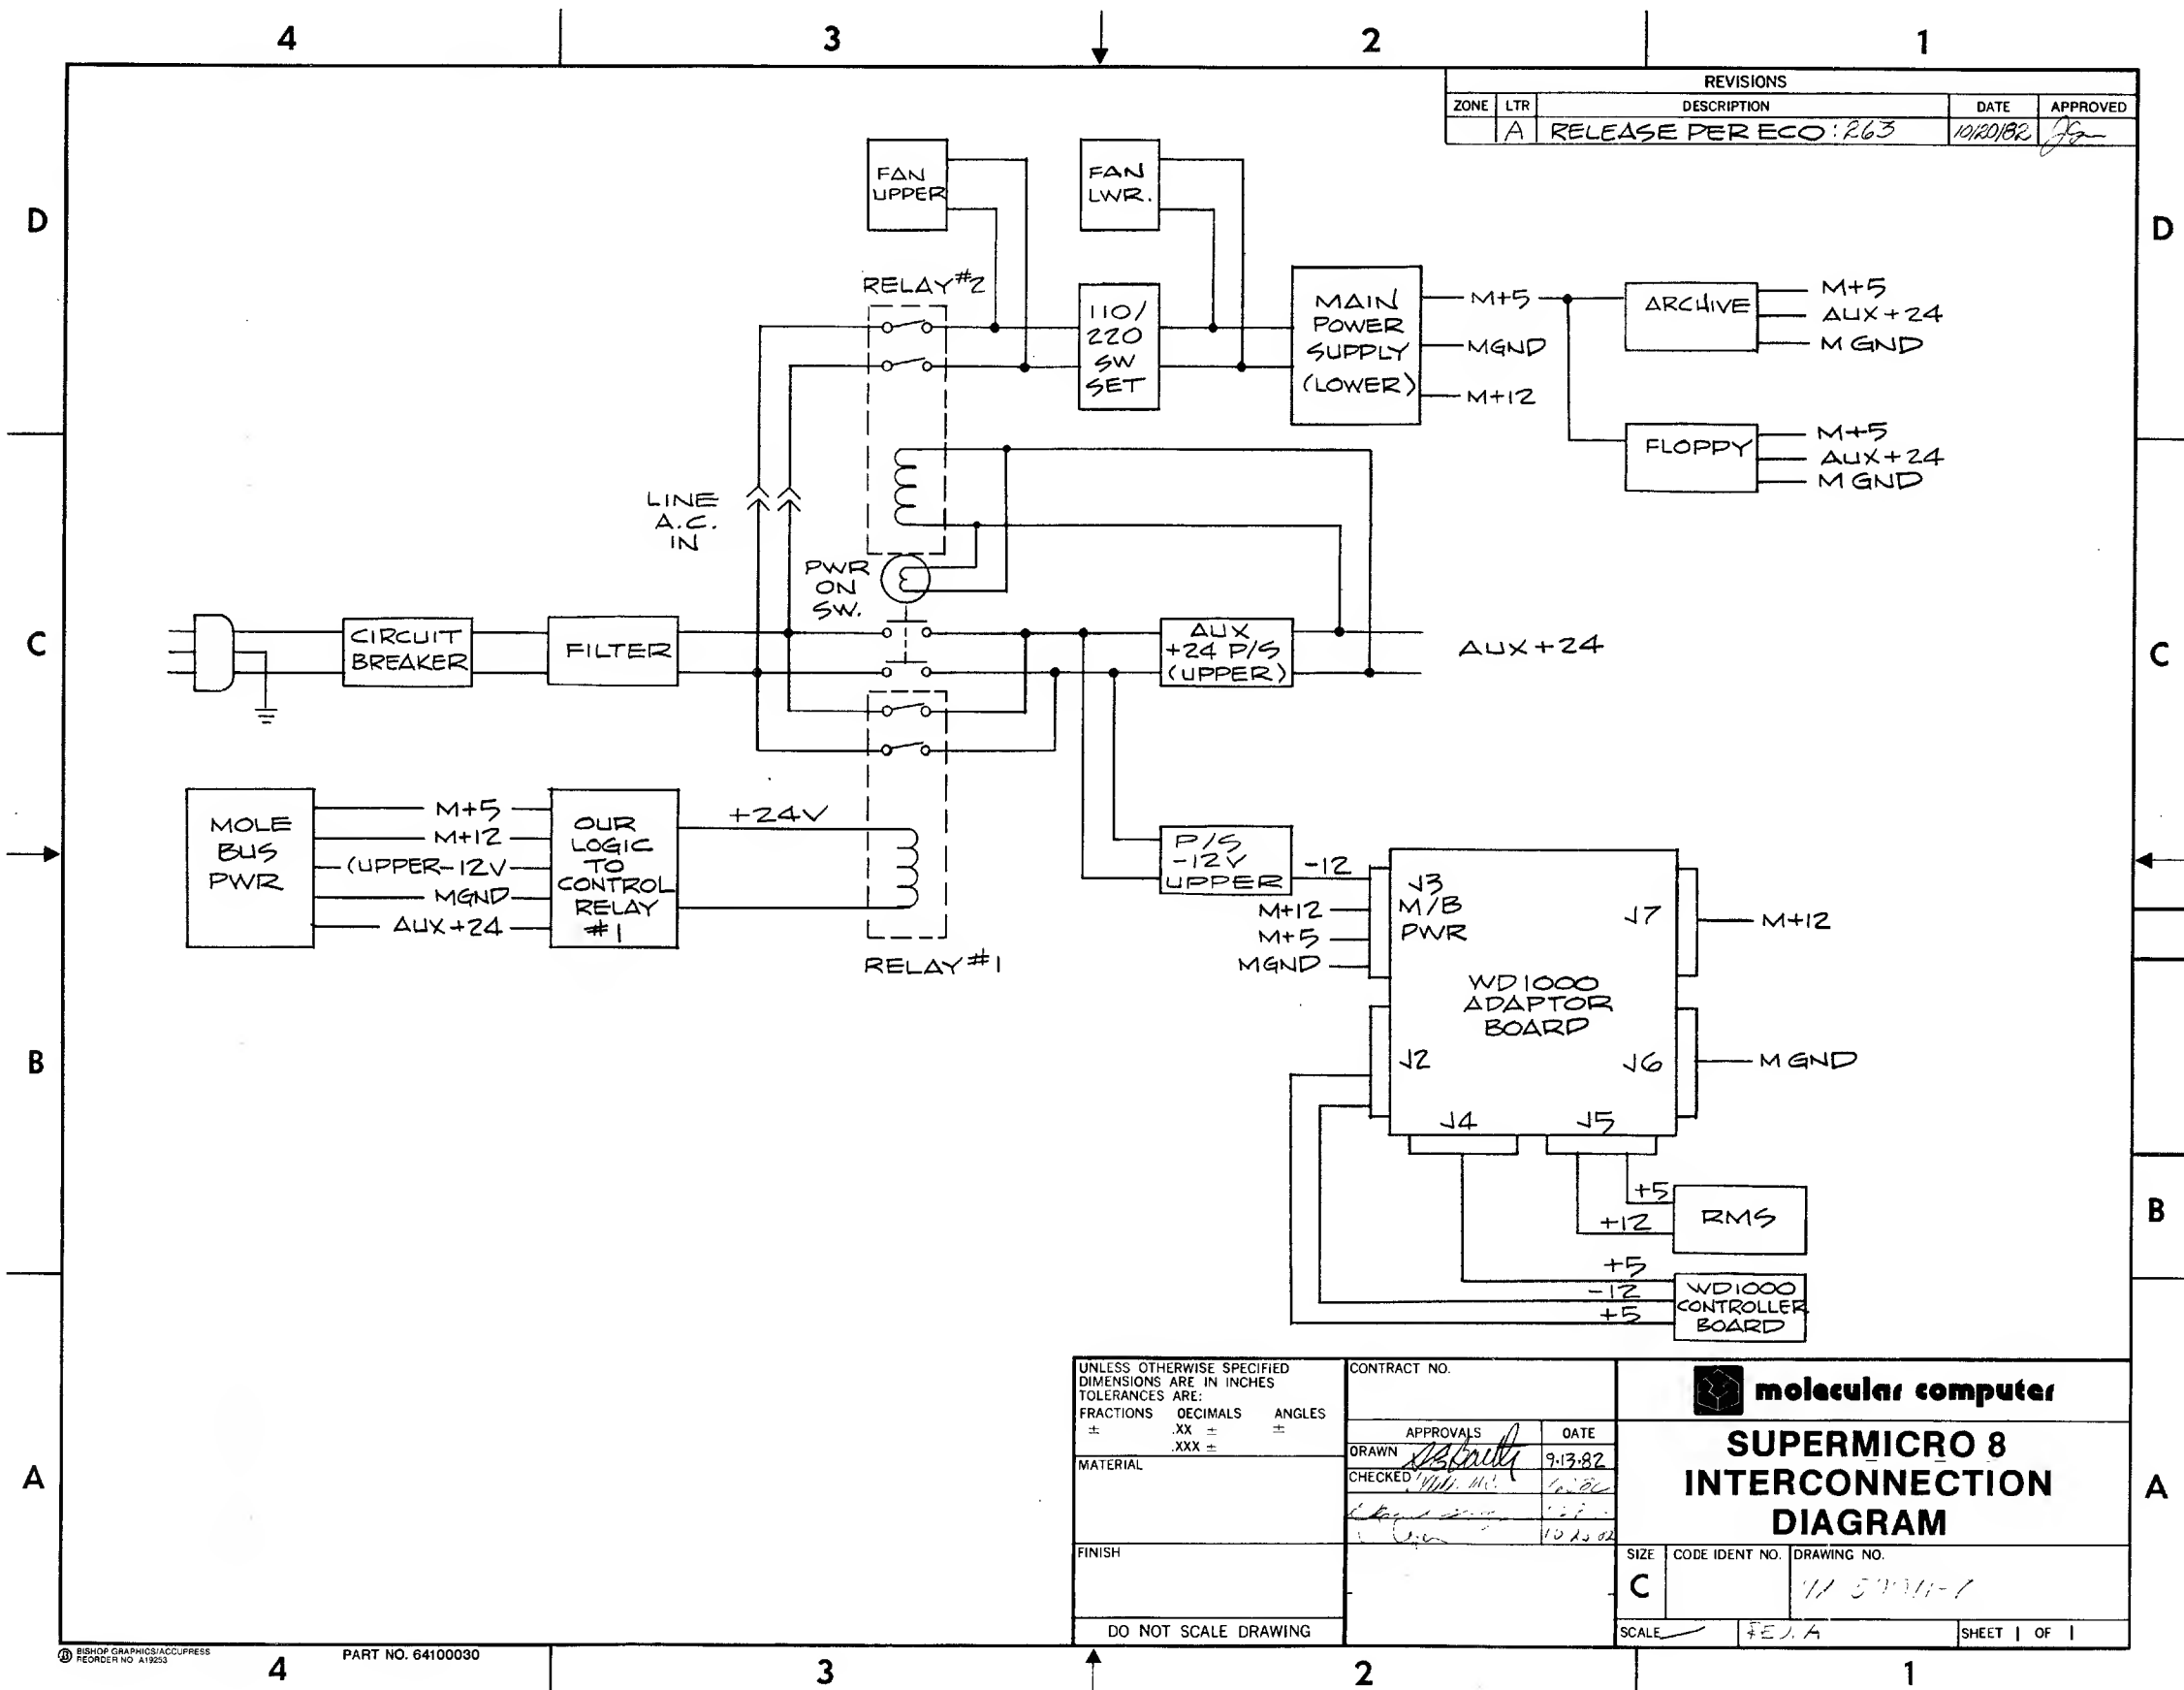 4 3 2 1
REVISIONS
ZONE LTR DESCRIPTION DATE APPROVED
A RELEASE PER ECO: 263 10/20/82
D
D
FAN
UPPER
FAN
LWR.
RELAY #2
110/
220
SW
SET
MAIN
POWER
SUPPLY
(LOWER)
M+5
MGND
M+12
ARCHIVE
M+5
AUX+24
M GND
FLOPPY
M+5
AUX+24
M GND
LINE
A.C.
IN
PWR
ON
SW.
C
C
CIRCUIT
BREAKER
FILTER
AUX
+24 P/S
(UPPER)
AUX+24
MOLE
BUS
PWR
M+5
M+12
(UPPER-12V
MGND
AUX+24
OUR
LOGIC
TO
CONTROL
RELAY
#1
+24V
RELAY #1
P/S
-12V
UPPER
-12
M+12
M+5
MGND
J3
M/B
PWR
J7
M+12
WD1000
ADAPTOR
BOARD
J2
J6
M GND
J4
J5
B
B
+5
+12
RMS
+5
-12
+5
WD1000
CONTROLLER
BOARD
A
A
UNLESS OTHERWISE SPECIFIED
DIMENSIONS ARE IN INCHES
TOLERANCES ARE:
FRACTIONS DECIMALS ANGLES
± .XX ± ±
.XXX ±
MATERIAL
FINISH
DO NOT SCALE DRAWING
CONTRACT NO.
APPROVALS DATE
DRAWN 9-13-82
CHECKED
molecular computer
SUPERMICRO 8
INTERCONNECTION
DIAGRAM
SIZE CODE IDENT NO. DRAWING NO.
C
SCALE REV. A SHEET 1 OF 1
BISHOP GRAPHICS/ACCUPRESS
REORDER NO. A19253
PART NO. 64100030
4 3 2 1